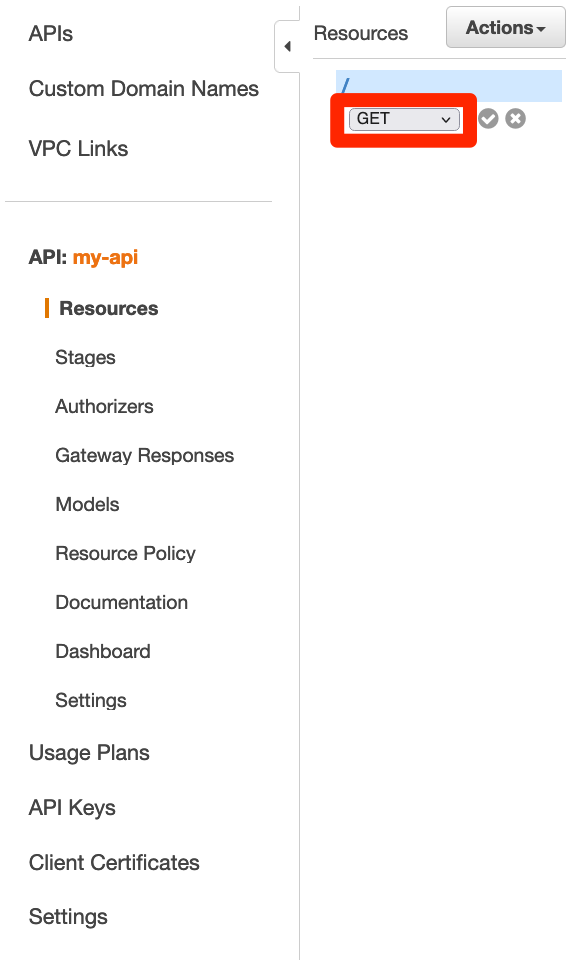 APIs
Custom Domain Names
VPC Links
API: my-api
Resources
Stages
Authorizers
Gateway Responses
Models
Resource Policy
Documentation
Dashboard
Settings
Usage Plans
API Keys
Client Certificates
Settings
Resources
Actions
/
GET